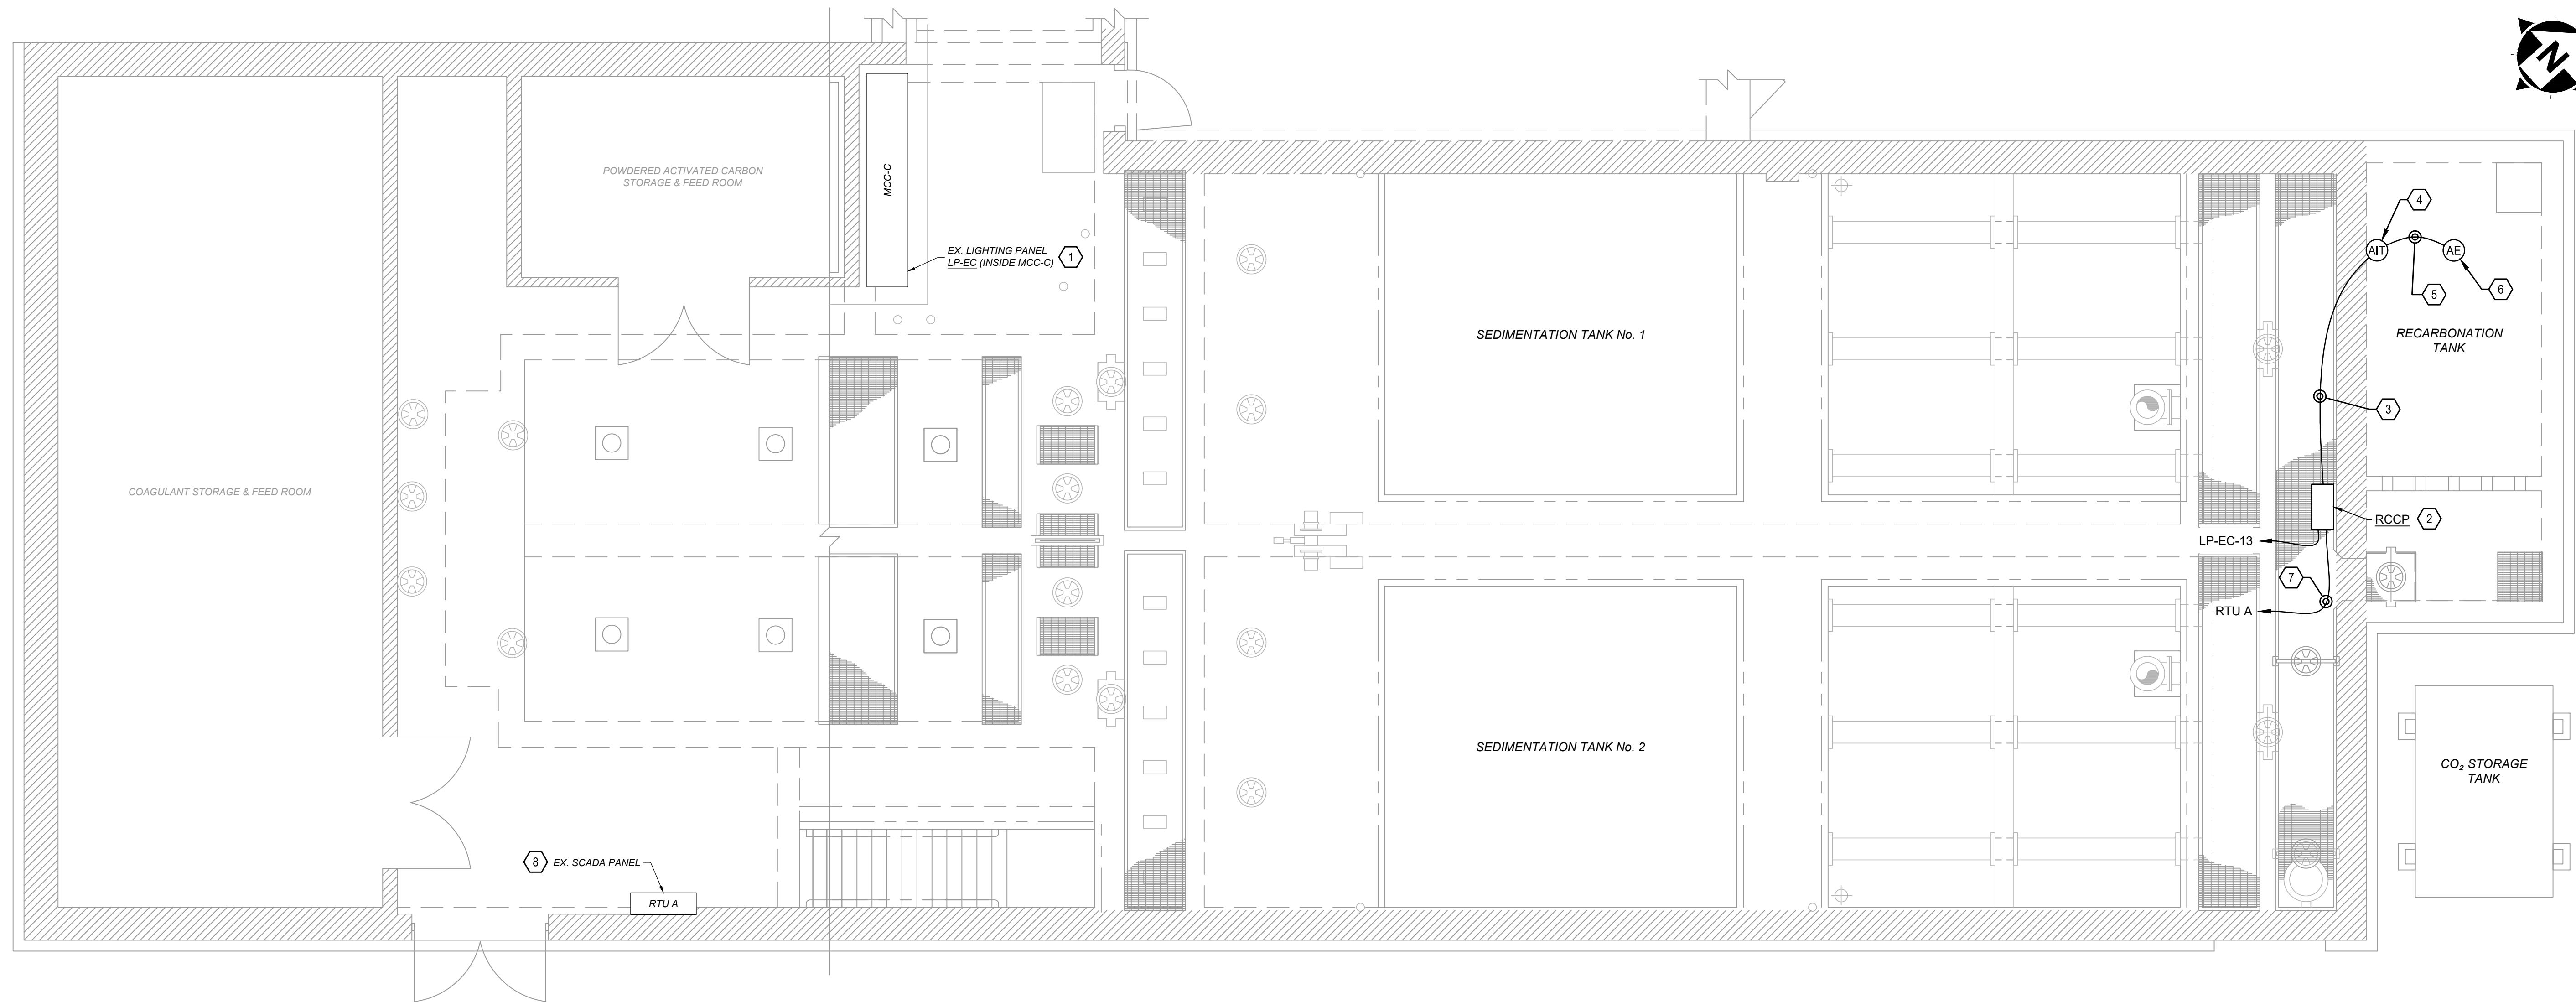 N
POWDERED ACTIVATED CARBON
STORAGE & FEED ROOM
MCC-C
EX. LIGHTING PANEL
LP-EC (INSIDE MCC-C)
1
COAGULANT STORAGE & FEED ROOM
SEDIMENTATION TANK No. 1
4
AIT
AE
5
6
RECARBONATION
TANK
3
RCCP
2
LP-EC-13
7
RTU A
SEDIMENTATION TANK No. 2
CO₂ STORAGE
TANK
8
EX. SCADA PANEL
RTU A